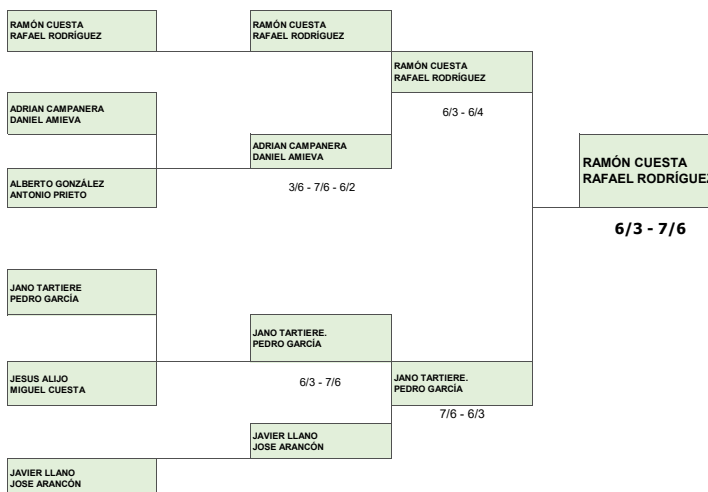 RAMÓN CUESTA
RAFAEL RODRÍGUEZ
RAMÓN CUESTA
RAFAEL RODRÍGUEZ
RAMÓN CUESTA
RAFAEL RODRÍGUEZ
6/3 - 6/4
ADRIAN CAMPANERA
DANIEL AMIEVA
ADRIAN CAMPANERA
DANIEL AMIEVA
3/6 - 7/6 - 6/2
ALBERTO GONZÁLEZ
ANTONIO PRIETO
RAMÓN CUESTA
RAFAEL RODRÍGUEZ
6/3 - 7/6
JANO TARTIERE
PEDRO GARCÍA
JANO TARTIERE.
PEDRO GARCÍA
6/3 - 7/6
JESUS ALIJO
MIGUEL CUESTA
JANO TARTIERE.
PEDRO GARCÍA
7/6 - 6/3
JAVIER LLANO
JOSE ARANCÓN
JAVIER LLANO
JOSE ARANCÓN